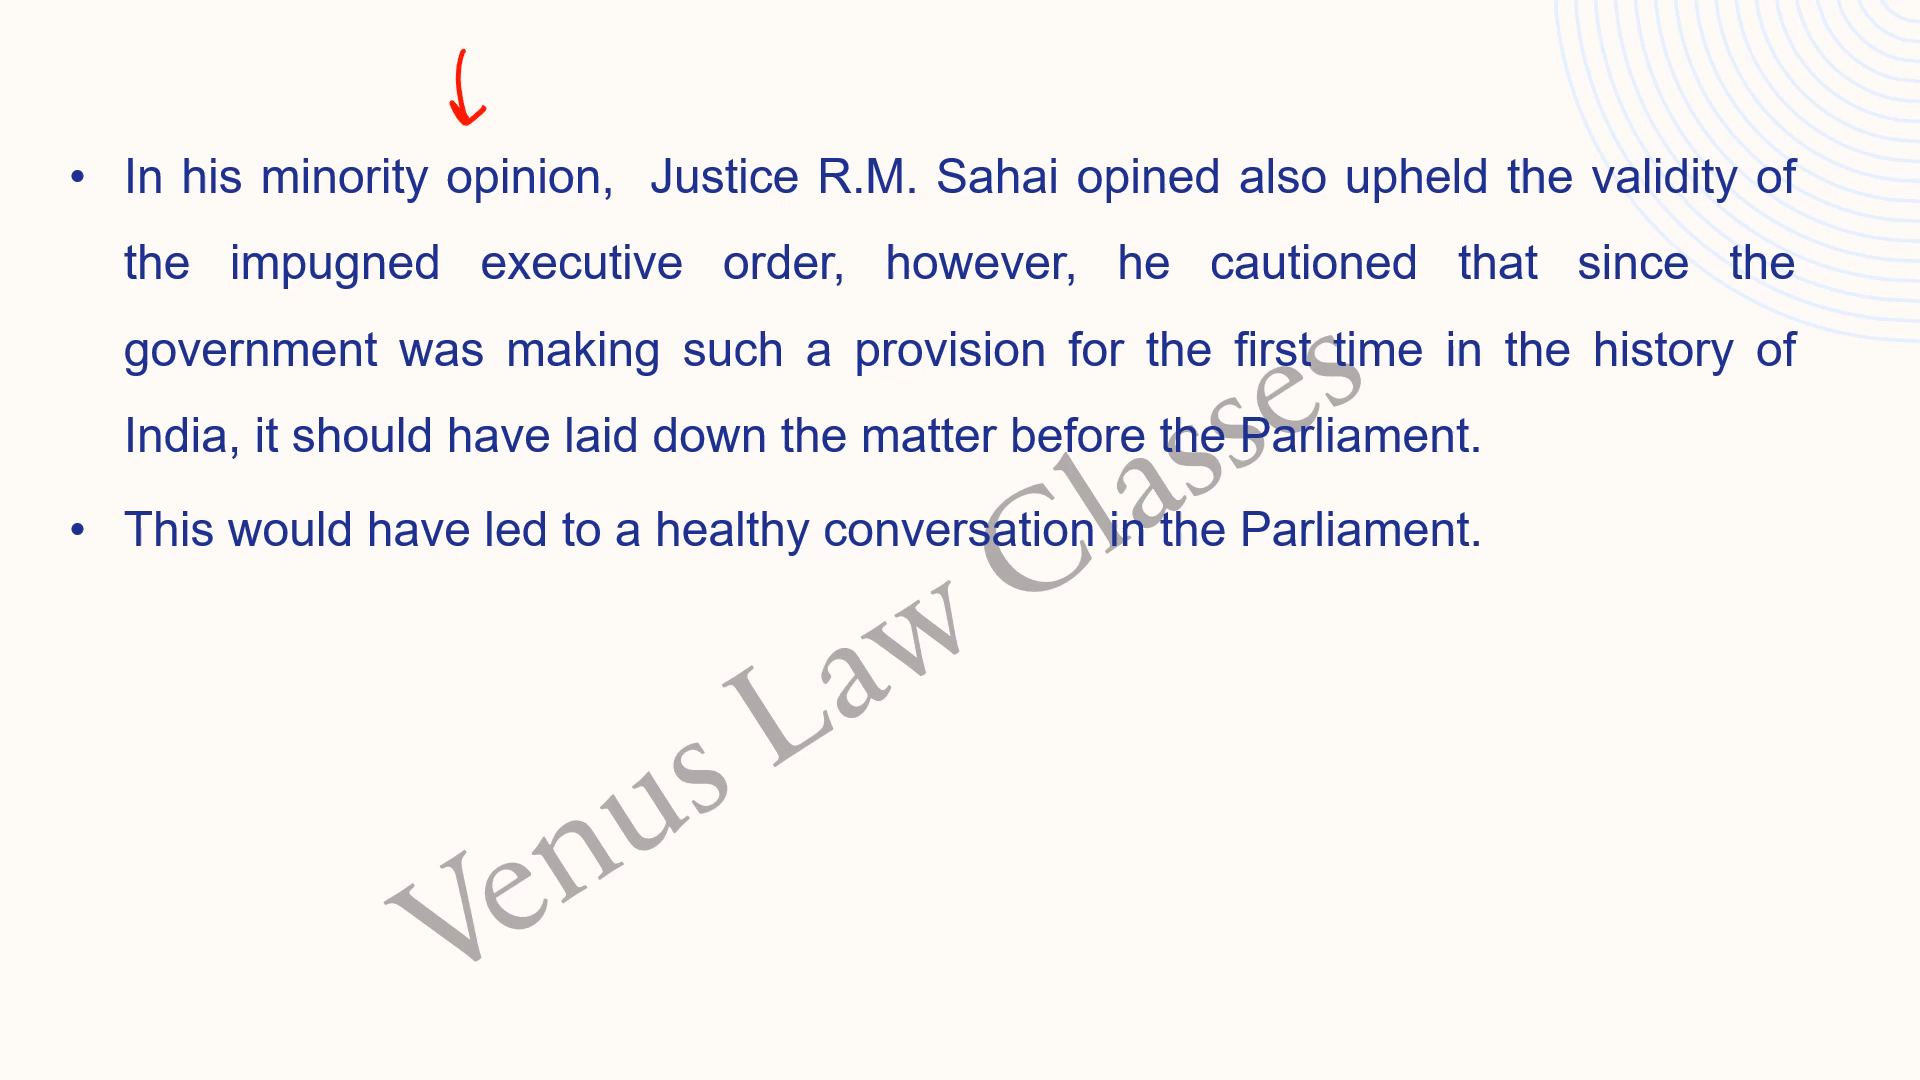 • In his minority opinion,  Justice R.M. Sahai opined also upheld the validity of
the impugned executive order, however, he cautioned that since the
government was making such a provision for the first time in the history of
India, it should have laid down the matter before the Parliament.
• This would have led to a healthy conversation in the Parliament.
Venus Law Classes